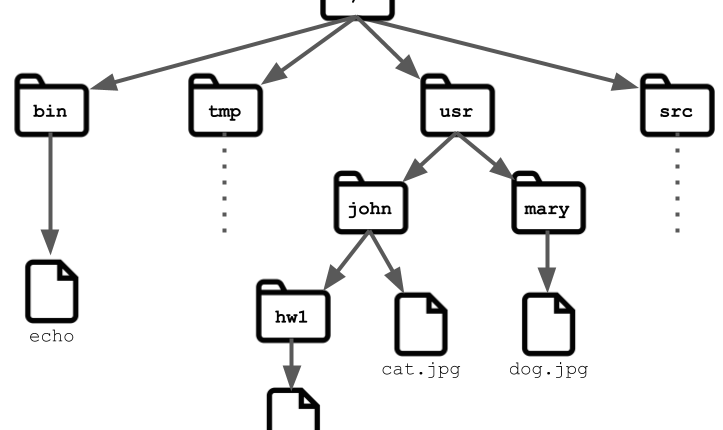 bin
tmp
usr
src
john
mary
hw1
echo
cat.jpg
dog.jpg